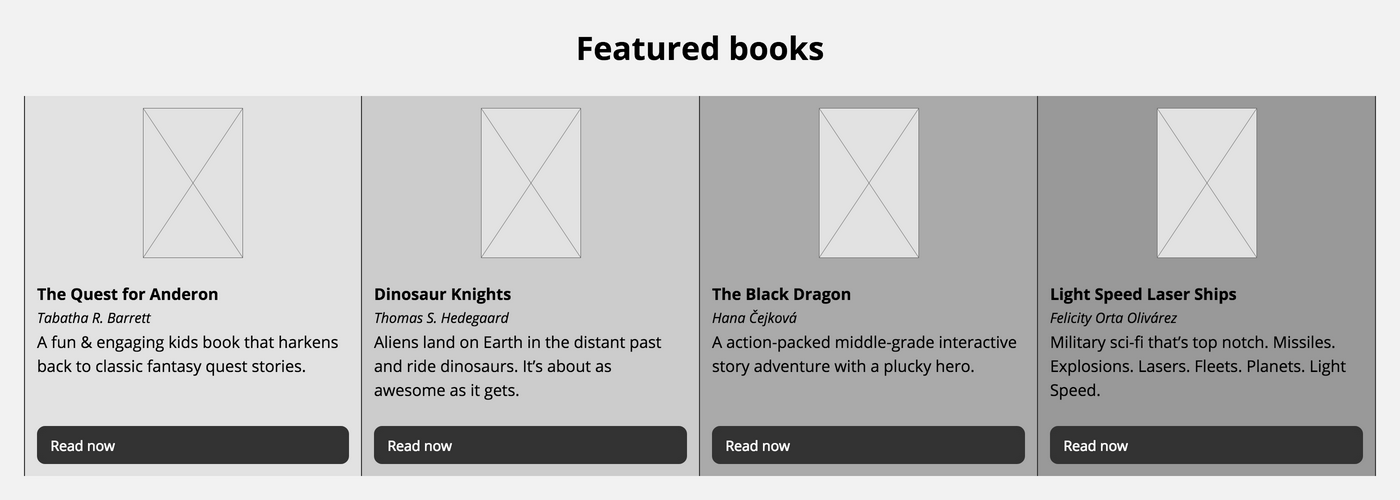 Featured books
The Quest for Anderon
Tabatha R. Barrett
A fun & engaging kids book that harkens
back to classic fantasy quest stories.
Read now
Dinosaur Knights
Thomas S. Hedegaard
Aliens land on Earth in the distant past
and ride dinosaurs. It’s about as
awesome as it gets.
Read now
The Black Dragon
Hana Čejková
A action-packed middle-grade interactive
story adventure with a plucky hero.
Read now
Light Speed Laser Ships
Felicity Orta Olivárez
Military sci-fi that’s top notch. Missiles.
Explosions. Lasers. Fleets. Planets. Light
Speed.
Read now